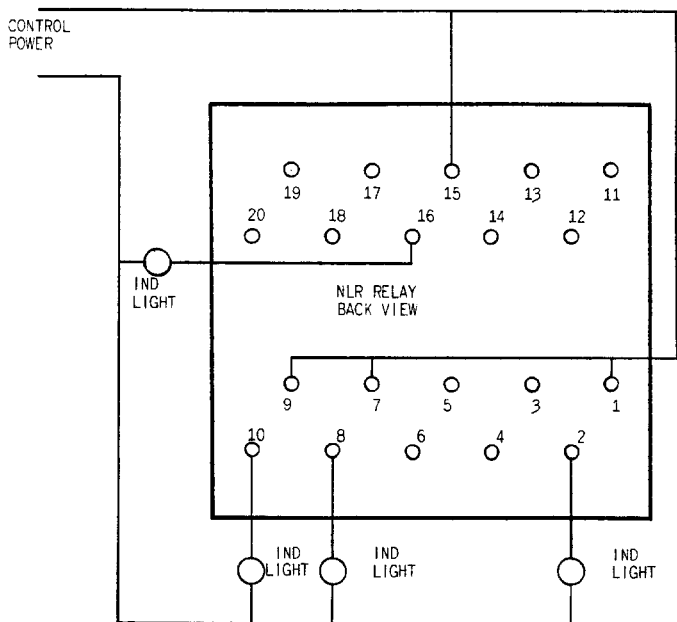 CONTROL
POWER
19 17 15 13 11
20 18 16 14 12
IND
LIGHT
NLR RELAY
BACK VIEW
9 7 5 3 1
10 8 6 4 2
IND
LIGHT
IND
LIGHT
IND
LIGHT